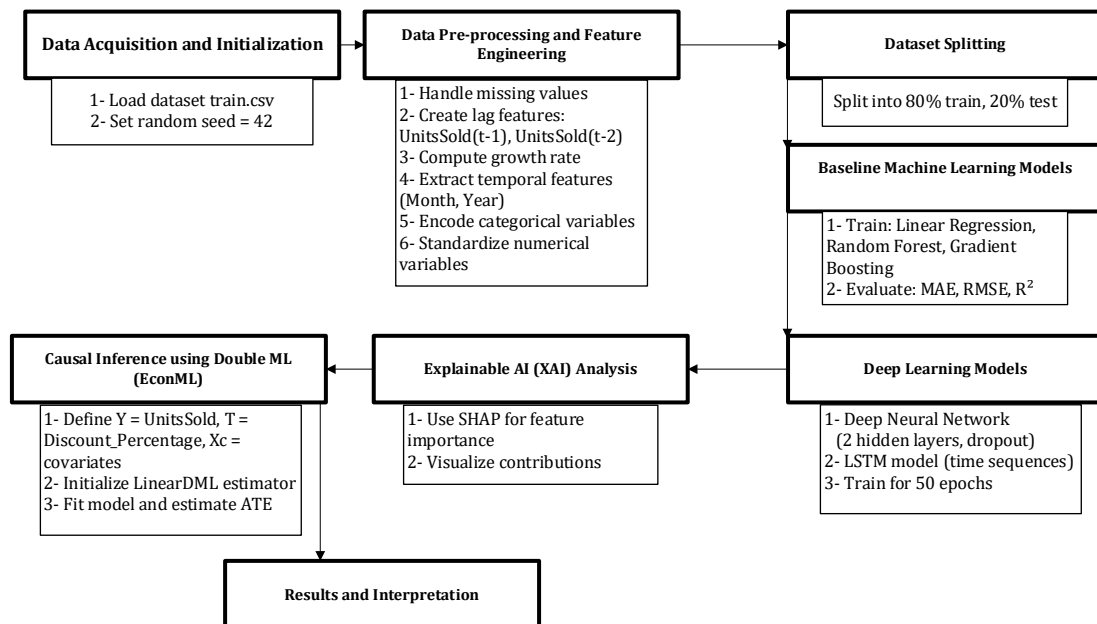 Data Acquisition and Initialization
1- Load dataset train.csv
2- Set random seed = 42
Data Pre-processing and Feature
Engineering
1- Handle missing values
2- Create lag features:
UnitsSold(t-1), UnitsSold(t-2)
3- Compute growth rate
4- Extract temporal features
(Month, Year)
5- Encode categorical variables
6- Standardize numerical
variables
Dataset Splitting
Split into 80% train, 20% test
Baseline Machine Learning Models
1- Train: Linear Regression,
Random Forest, Gradient
Boosting
2- Evaluate: MAE, RMSE, R²
Deep Learning Models
1- Deep Neural Network
(2 hidden layers, dropout)
2- LSTM model (time sequences)
3- Train for 50 epochs
Explainable AI (XAI) Analysis
1- Use SHAP for feature
importance
2- Visualize contributions
Causal Inference using Double ML
(EconML)
1- Define Y = UnitsSold, T =
Discount_Percentage, Xc =
covariates
2- Initialize LinearDML estimator
3- Fit model and estimate ATE
Results and Interpretation